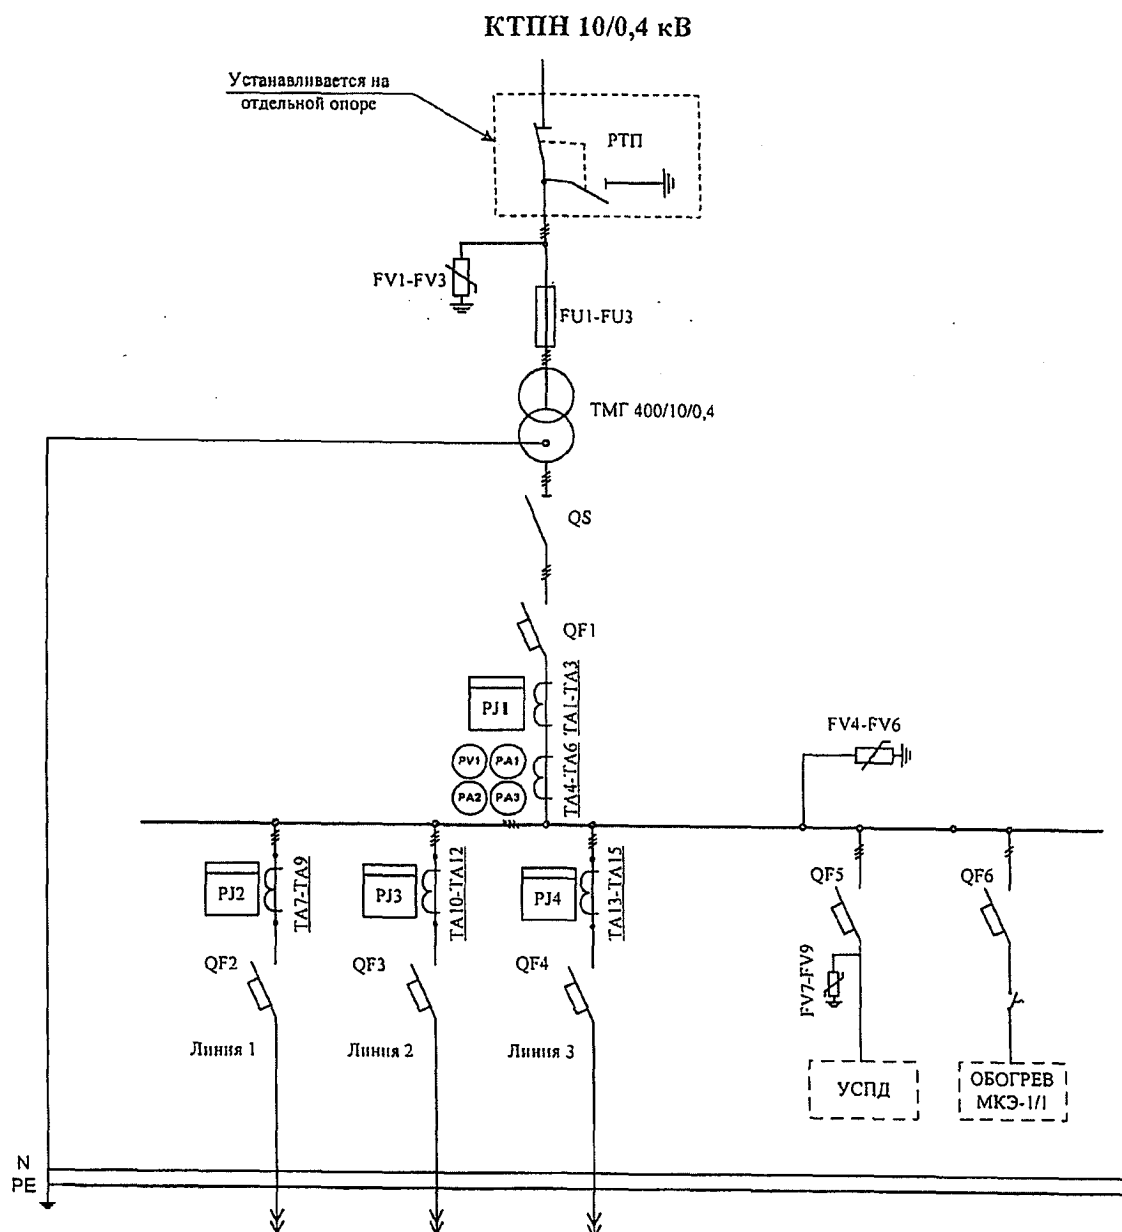 КТПН 10/0,4 кВ
Устанавливается на
отдельной опоре
РТП
FV1-FV3
FU1-FU3
ТМГ 400/10/0,4
QS
QF1
PJ1
TA1-TA3
PV1
PA1
PA2
PA3
TA4-TA6
FV4-FV6
PJ2
TA7-TA9
PJ3
TA10-TA12
PJ4
TA13-TA15
QF5
QF6
QF2
QF3
QF4
FV7-FV9
Линия 1
Линия 2
Линия 3
УСПД
ОБОГРЕВ
МКЭ-1/1
N
PE